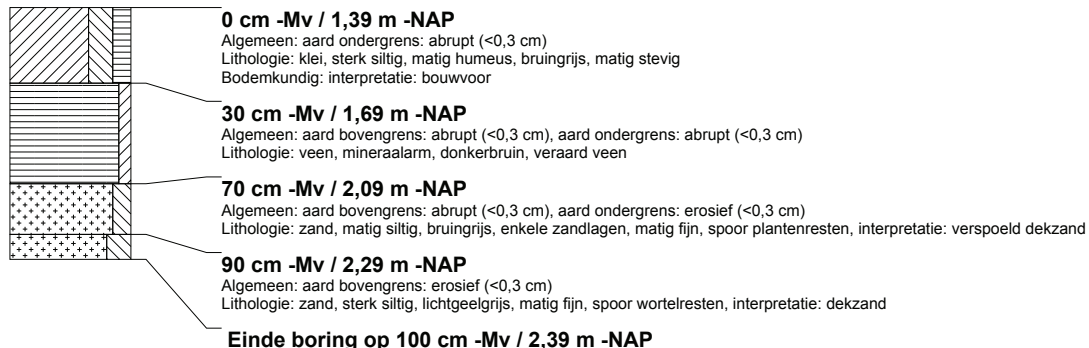 0 cm -Mv / 1,39 m -NAP
Algemeen: aard ondergrens: abrupt (<0,3 cm)
Lithologie: klei, sterk siltig, matig humeus, bruingrijs, matig stevig
Bodemkundig: interpretatie: bouwvoor
30 cm -Mv / 1,69 m -NAP
Algemeen: aard bovengrens: abrupt (<0,3 cm), aard ondergrens: abrupt (<0,3 cm)
Lithologie: veen, mineraalarm, donkerbruin, veraard veen
70 cm -Mv / 2,09 m -NAP
Algemeen: aard bovengrens: abrupt (<0,3 cm), aard ondergrens: erosief (<0,3 cm)
Lithologie: zand, matig siltig, bruingrijs, enkele zandlagen, matig fijn, spoor plantenresten, interpretatie: verspoeld dekzand
90 cm -Mv / 2,29 m -NAP
Algemeen: aard bovengrens: erosief (<0,3 cm)
Lithologie: zand, sterk siltig, lichtgeelgrijs, matig fijn, spoor wortelresten, interpretatie: dekzand
Einde boring op 100 cm -Mv / 2,39 m -NAP